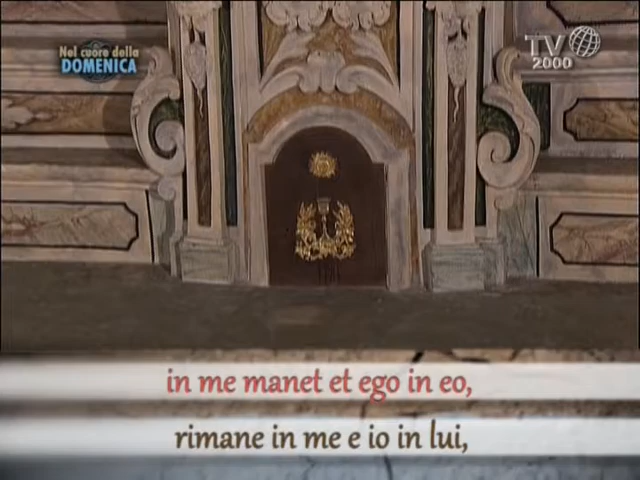 Nel cuore della
DOMENICA
TV
2000
in me manet et ego in eo,
rimane in me e io in lui,